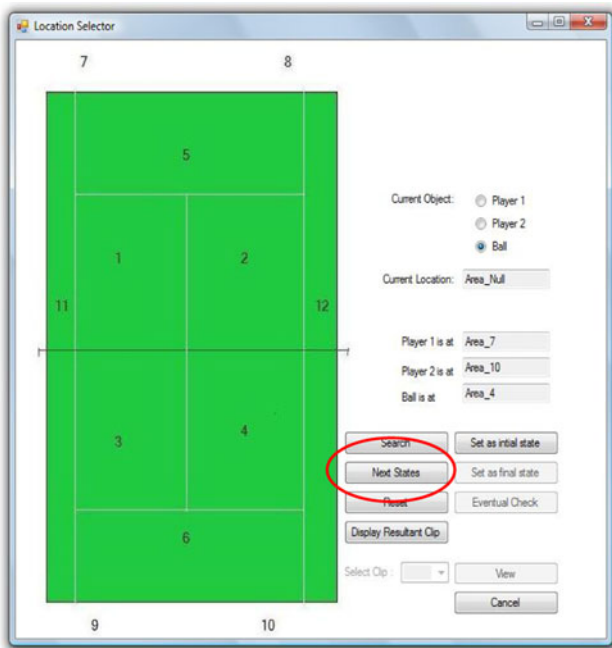 Location Selector
7 8
5
1 2
11 12
3 4
6
9 10
Current Object: Player 1
Player 2
Ball
Current Location: Area_Null
Player 1 is at Area_7
Player 2 is at Area_10
Ball is at Area_4
Search Set as intial state
Next States Set as final state
Reset Eventual Check
Display Resultant Clip
Select Clip : View
Cancel